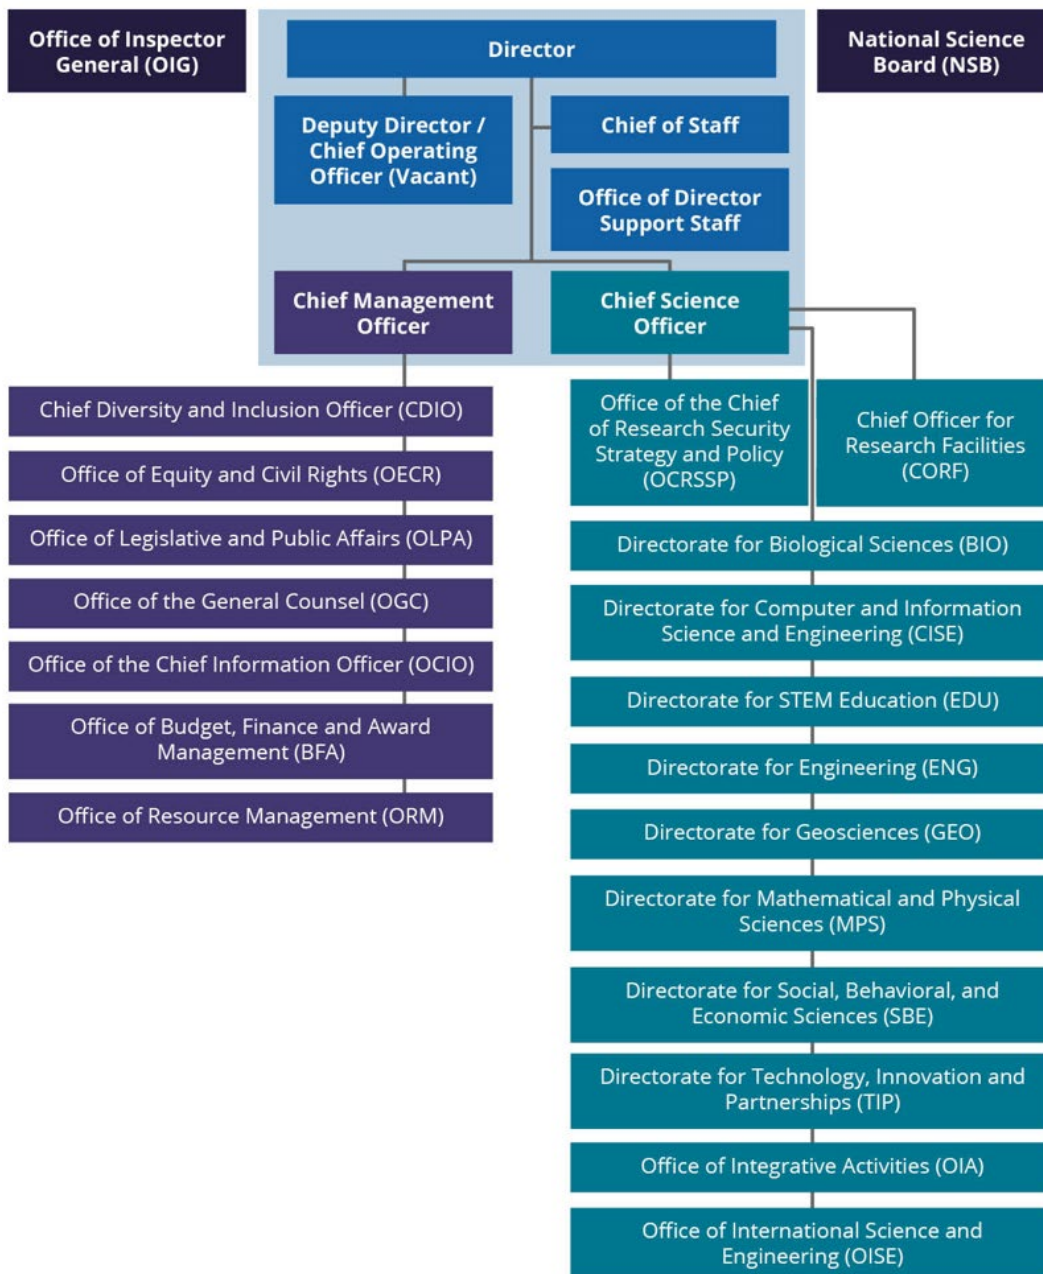 Office of Inspector
General (OIG)
Director
National Science
Board (NSB)
Deputy Director /
Chief Operating
Officer (Vacant)
Chief of Staff
Office of Director
Support Staff
Chief Management
Officer
Chief Science
Officer
Chief Diversity and Inclusion Officer (CDIO)
Office of Equity and Civil Rights (OECR)
Office of Legislative and Public Affairs (OLPA)
Office of the General Counsel (OGC)
Office of the Chief Information Officer (OCIO)
Office of Budget, Finance and Award
Management (BFA)
Office of Resource Management (ORM)
Office of the Chief
of Research Security
Strategy and Policy
(OCRSSP)
Chief Officer for
Research Facilities
(CORF)
Directorate for Biological Sciences (BIO)
Directorate for Computer and Information
Science and Engineering (CISE)
Directorate for STEM Education (EDU)
Directorate for Engineering (ENG)
Directorate for Geosciences (GEO)
Directorate for Mathematical and Physical
Sciences (MPS)
Directorate for Social, Behavioral, and
Economic Sciences (SBE)
Directorate for Technology, Innovation and
Partnerships (TIP)
Office of Integrative Activities (OIA)
Office of International Science and
Engineering (OISE)